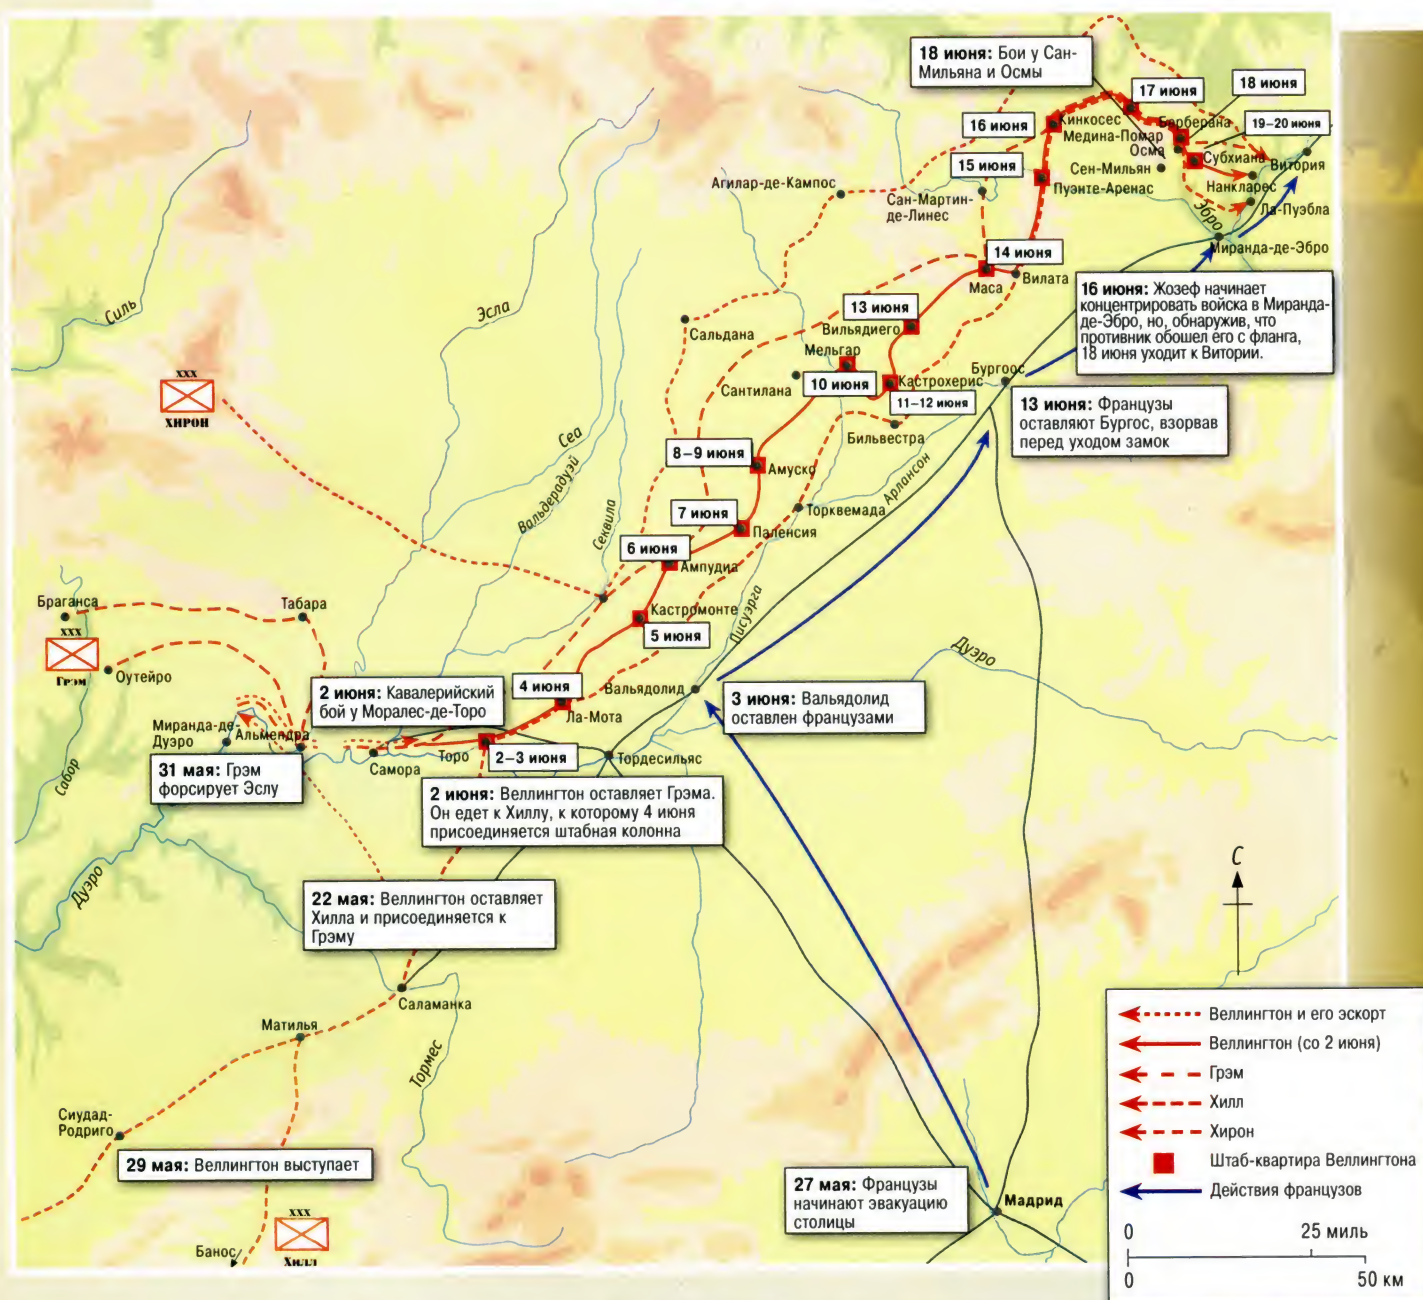 18 июня: Бои у Сан-
Мильяна и Осмы
17 июня
18 июня
16 июня
Кинкосес
Медина-Помар
Берберана
19–20 июня
Осма
Субхиана
Витория
15 июня
Сен-Мильян
Нанкларес
Агилар-де-Кампос
Сан-Мартин-
де-Линес
Пуэнте-Аренас
Ла-Пуэбла
Эбро
Миранда-де-Эбро
14 июня
Маса
Вилата
Силь
Эсла
16 июня: Жозеф начинает
концентрировать войска в Миранда-
де-Эбро, но, обнаружив, что
противник обошел его с фланга,
18 июня уходит к Витории.
13 июня
Вильядиего
Сальдана
Мельгар
Бургоос
XXX
ХИРОН
Сантилана
10 июня
Кастрохерис
11–12 июня
13 июня: Французы
оставляют Бургос, взорвав
перед уходом замок
Бильвестра
Сеа
8–9 июня
Амуско
Арлансон
Вальдерадуэй
Секвила
7 июня
Торквемада
Паленсия
6 июня
Ампудиа
Браганса
Табара
Кастромонте
5 июня
Писуэрга
XXX
Грэм
Оутейро
Дуэро
2 июня: Кавалерийский
бой у Моралес-де-Торо
4 июня
Ла-Мота
Вальядолид
3 июня: Вальядолид
оставлен французами
Миранда-де-
Дуэро
Альмендра
Самора
Торо
2–3 июня
Тордесильяс
31 мая: Грэм
форсирует Эслу
Сабор
2 июня: Веллингтон оставляет Грэма.
Он едет к Хиллу, к которому 4 июня
присоединяется штабная колонна
Дуэро
С
22 мая: Веллингтон оставляет
Хилла и присоединяется к
Грэму
Саламанка
Матилья
Тормес
Сиудад-
Родриго
29 мая: Веллингтон выступает
27 мая: Французы
начинают эвакуацию
столицы
Мадрид
XXX
Хилл
Банос
Веллингтон и его эскорт
Веллингтон (со 2 июня)
Грэм
Хилл
Хирон
Штаб-квартира Веллингтона
Действия французов
0 25 миль
0 50 км